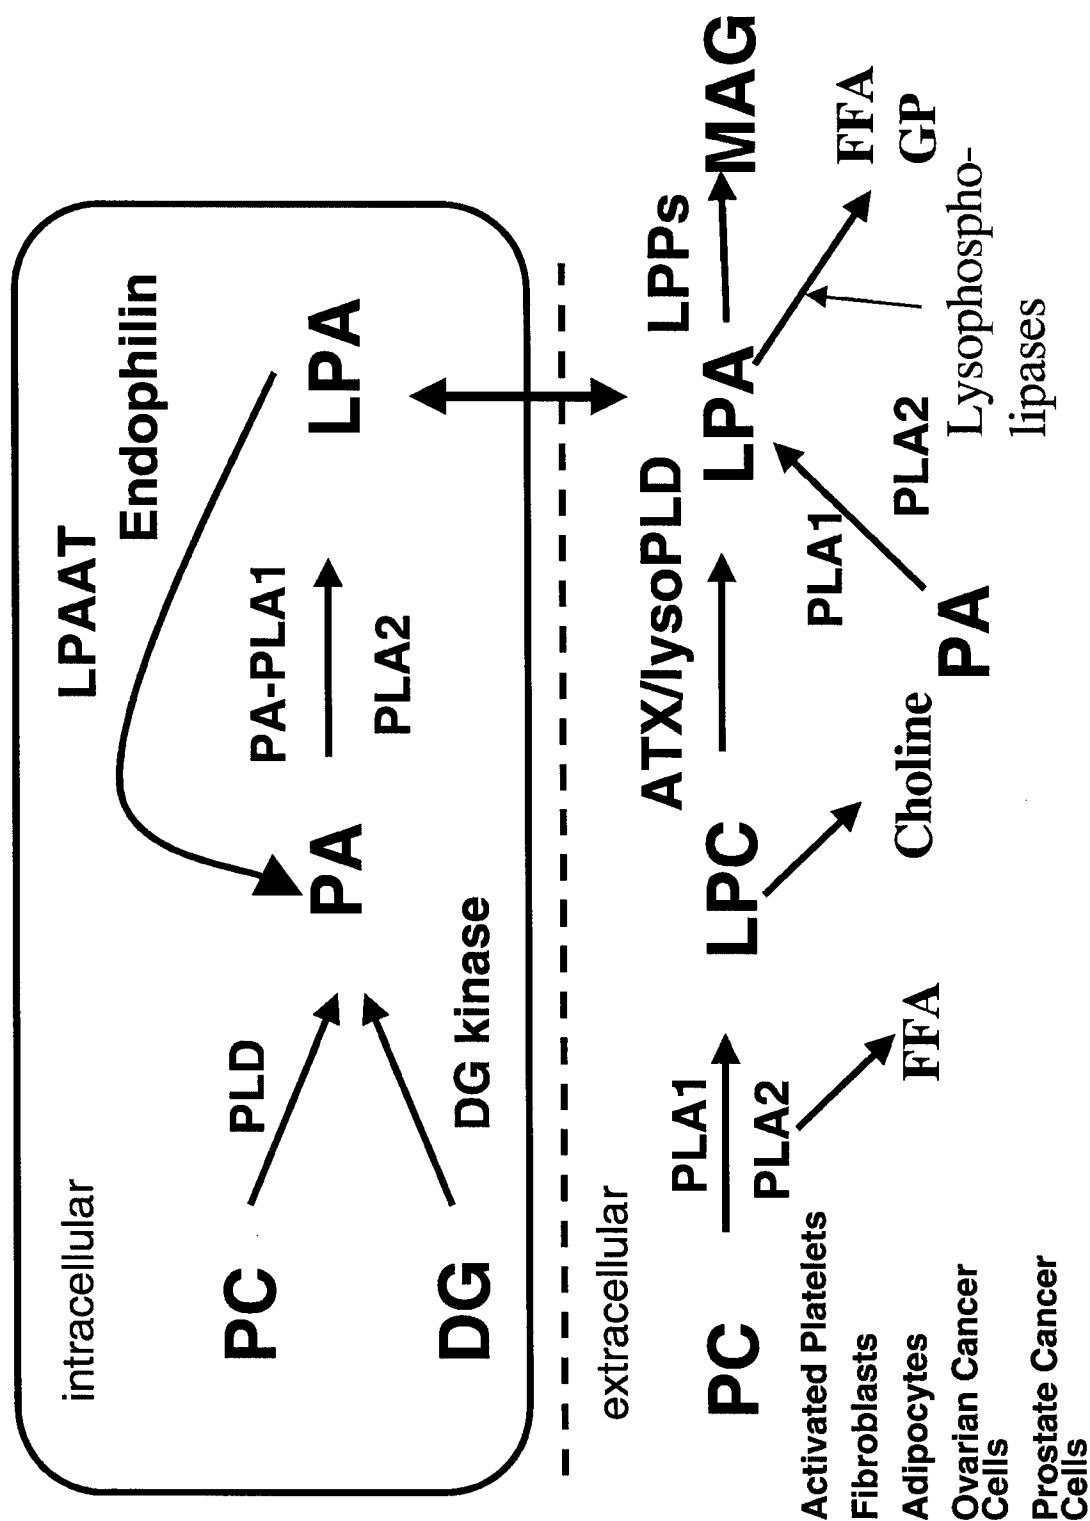 intracellular
LPAAT
Endophilin
PC
PLD
PA
PA-PLA1
PLA2
LPA
DG
DG kinase
extracellular
PC
PLA1
PLA2
FFA
LPC
Choline
ATX/lysoPLD
LPA
LPPs
MAG
PA
PLA1
PLA2
FFA
GP
Lysophospho-
lipases
Activated Platelets
Fibroblasts
Adipocytes
Ovarian Cancer
Cells
Prostate Cancer
Cells